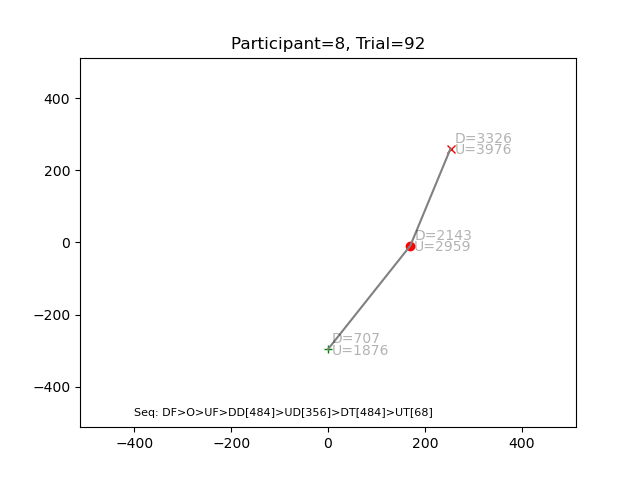 Participant=8, Trial=92
400
200
0
−200
−400
D=3326
U=3976
D=2143
U=2959
D=707
U=1876
Seq: DF>O>UF>DD[484]>UD[356]>DT[484]>UT[68]
−400
−200
0
200
400